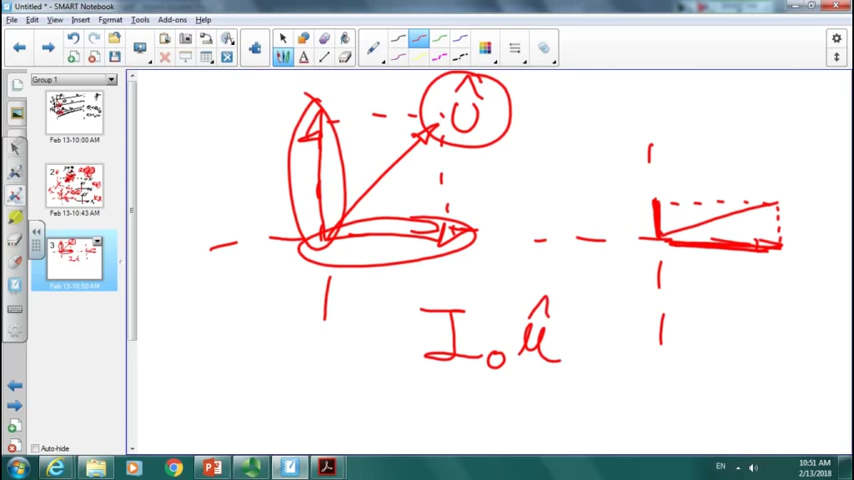 Untitled * - SMART Notebook
File Edit View Insert Format Tools Add-ons Help
Group 1
Feb 13-10:00 AM
2
Feb 13-10:43 AM
3
Feb 13-10:50 AM
Û
I₀ û
Auto-hide
EN
10:51 AM
2/13/2018